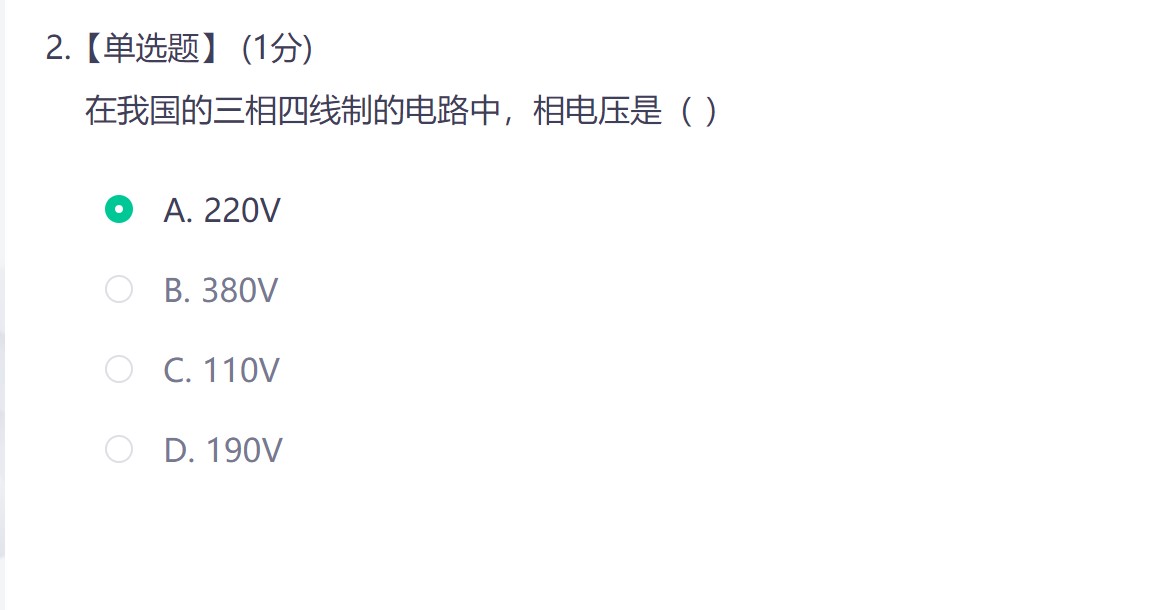 2.【单选题】 (1分)
在我国的三相四线制的电路中，相电压是（ ）
A. 220V
B. 380V
C. 110V
D. 190V